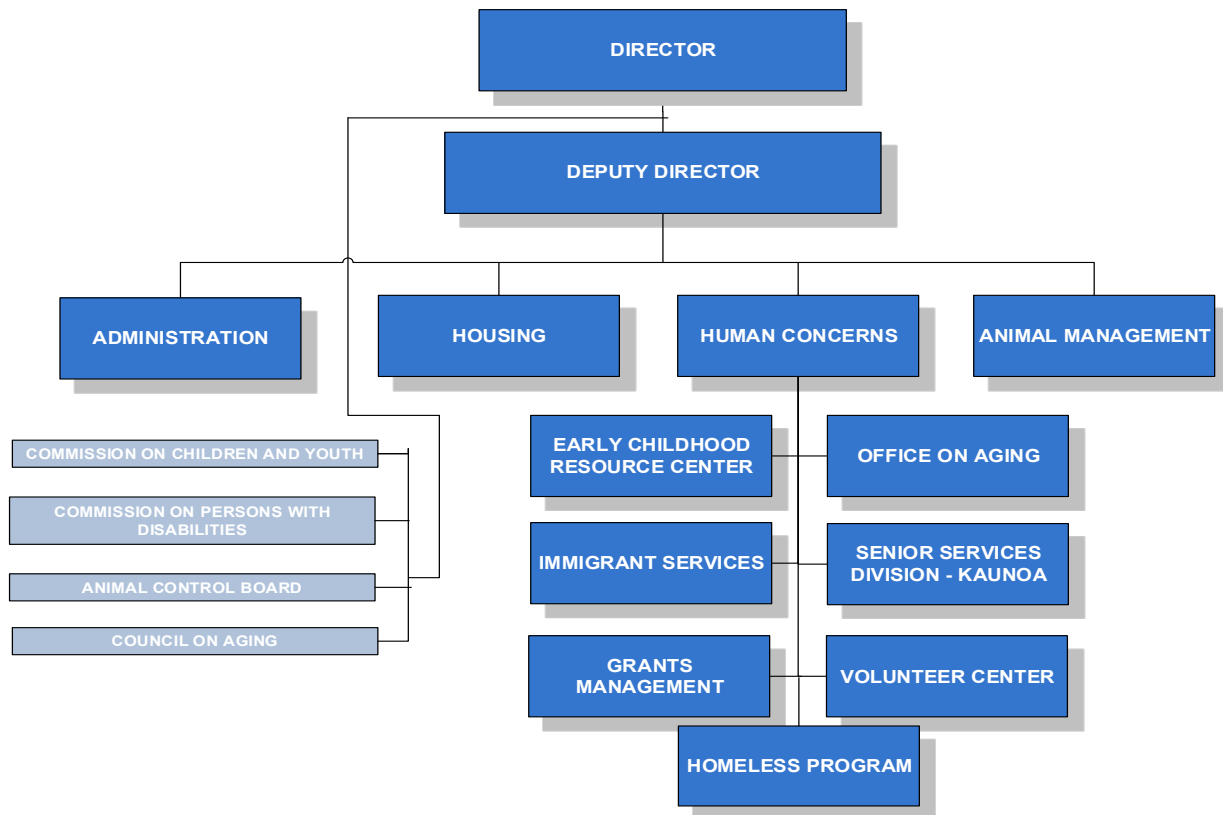 DIRECTOR
DEPUTY DIRECTOR
ADMINISTRATION
HOUSING
HUMAN CONCERNS
ANIMAL MANAGEMENT
COMMISSION ON CHILDREN AND YOUTH
COMMISSION ON PERSONS WITH
DISABILITIES
ANIMAL CONTROL BOARD
COUNCIL ON AGING
EARLY CHILDHOOD
RESOURCE CENTER
OFFICE ON AGING
IMMIGRANT SERVICES
SENIOR SERVICES
DIVISION - KAUNOA
GRANTS
MANAGEMENT
VOLUNTEER CENTER
HOMELESS PROGRAM